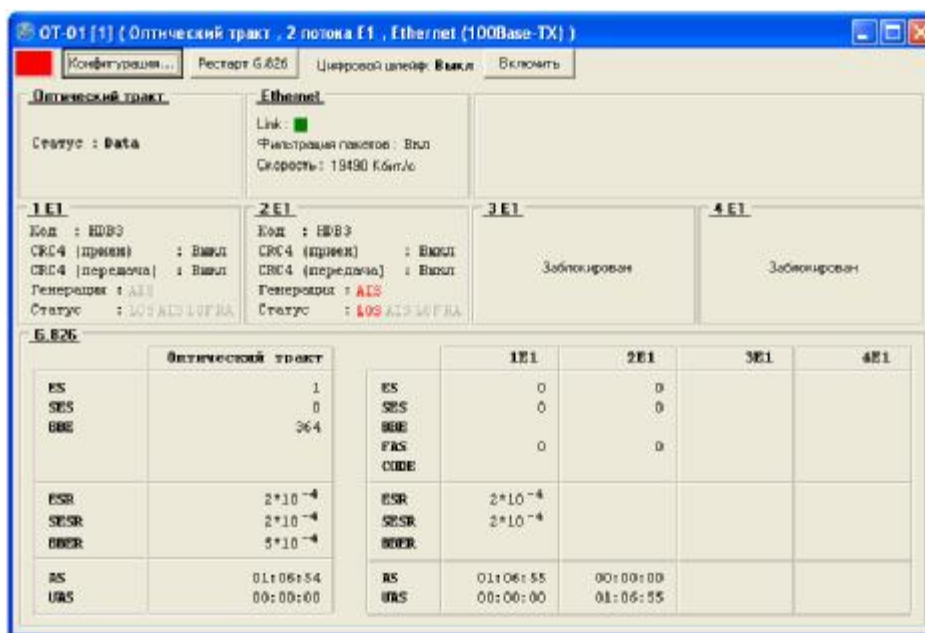 OT-01 [1] ( Оптический тракт , 2 потока E1 , Ethernet (100Base-TX) )
Конфигурация... Рестарт G.826 Цифровой шлейф: Выкл Включить
Оптический тракт
Статус : Data
Ethernet
Link :
Фильтрация пакетов : Вкл
Скорость : 19490 Кбит/с
1 E1
Код : HDB3
CRC4 (прием) : Выкл
CRC4 (передача) : Выкл
Генерация : AIS
Статус : LOS AIS LOF RA
2 E1
Код : HDB3
CRC4 (прием) : Выкл
CRC4 (передача) : Выкл
Генерация : AIS
Статус : LOS AIS LOF RA
3 E1
Заблокирован
4 E1
Заблокирован
G.826
Оптический тракт
ES 1
SES 0
BBE 364
ESR 2*10 -4
SESR 2*10 -4
BBER 5*10 -4
AS 01:06:54
UAS 00:00:00
1E1 2E1 3E1 4E1
ES 0 0
SES 0 0
BBE
FAS 0 0
CODE
ESR 2*10 -4
SESR 2*10 -4
BBER
AS 01:06:55 00:00:00
UAS 00:00:00 01:06:55